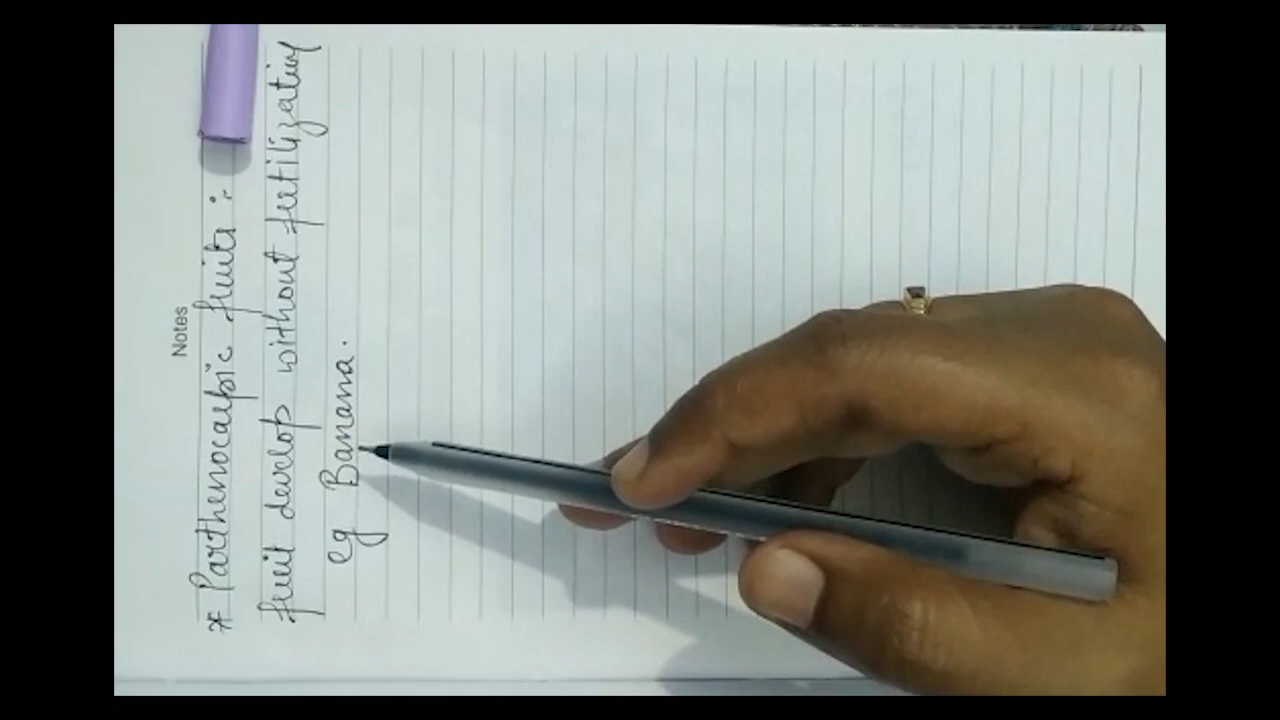 Notes
* Parthenocarpic fruits :-
fruit develop without fertilization
eg Banana.